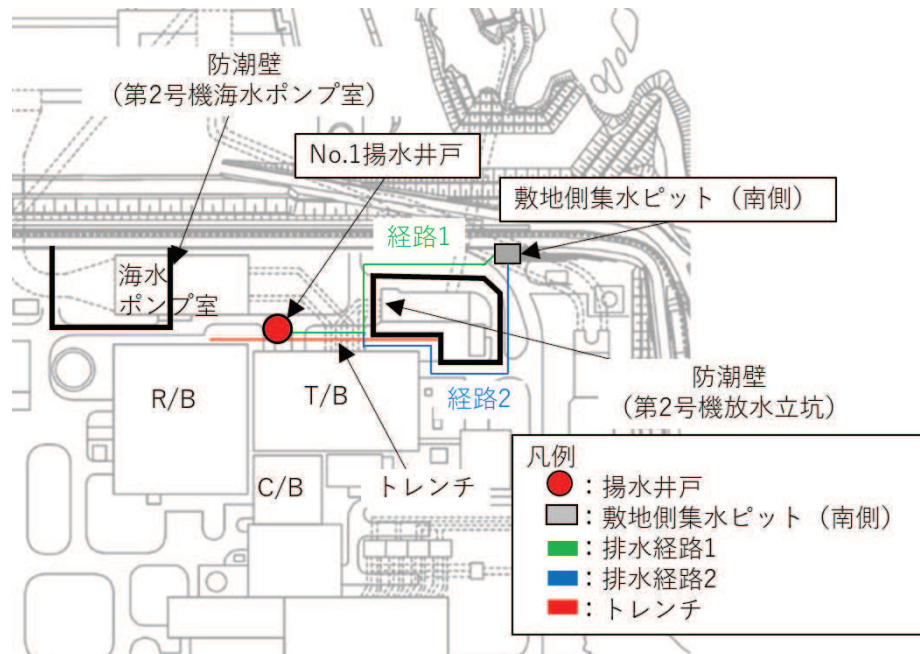 防潮壁
（第2号機海水ポンプ室）
No.1揚水井戸
敷地側集水ピット（南側）
経路1
海水
ポンプ室
防潮壁
（第2号機放水立坑）
R/B
T/B
経路2
C/B
トレンチ
凡例
：揚水井戸
：敷地側集水ピット（南側）
：排水経路1
：排水経路2
：トレンチ